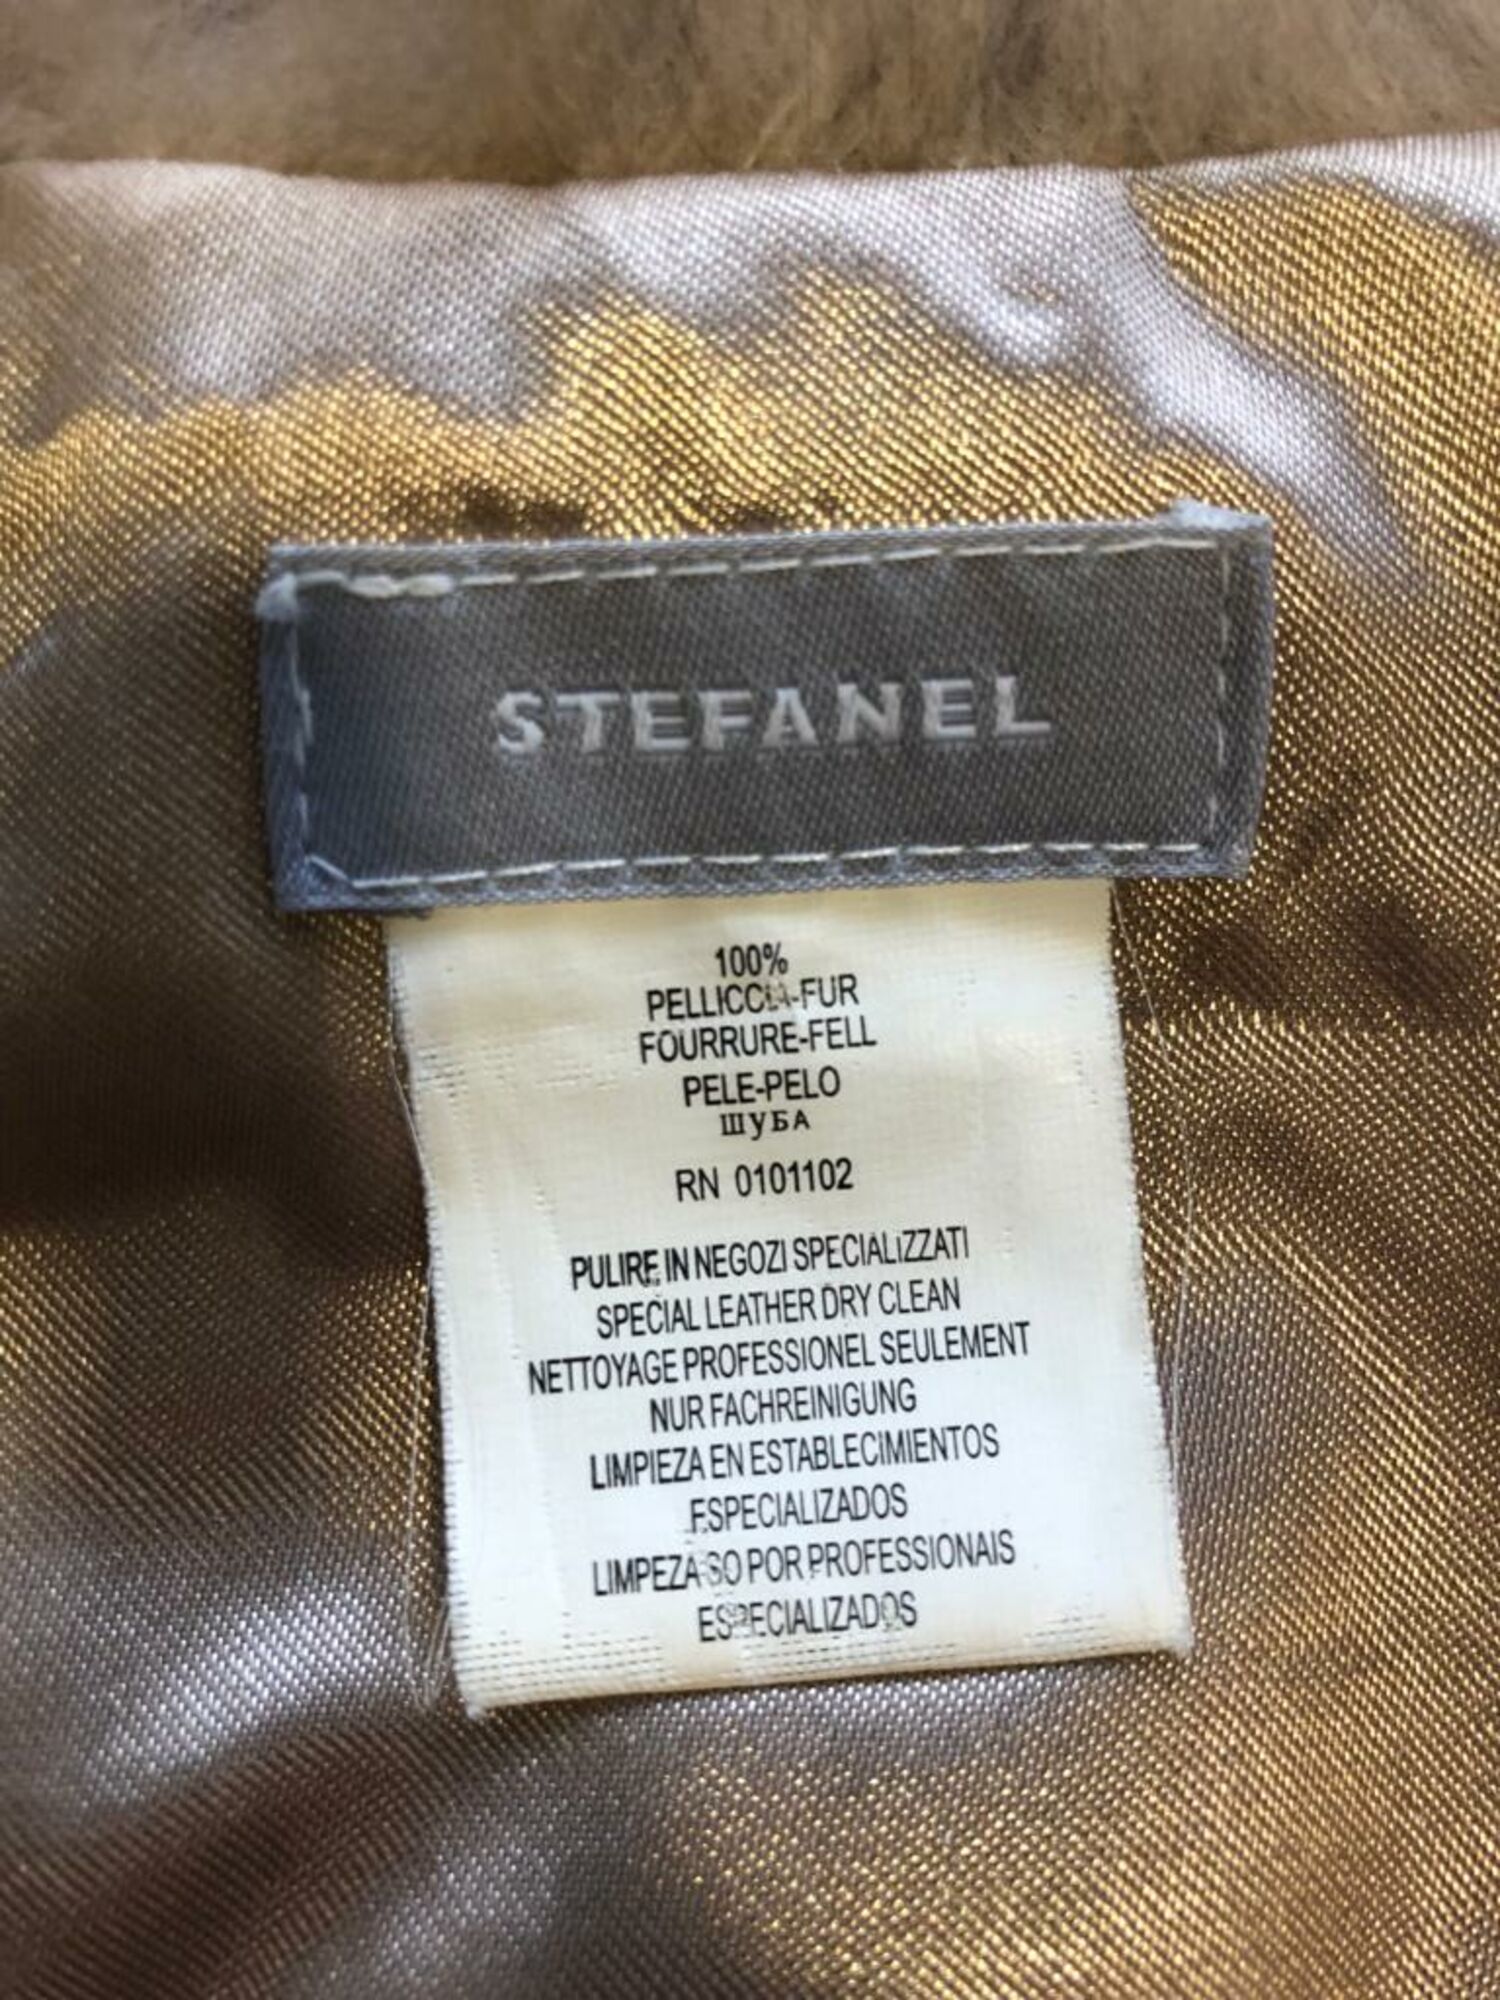 STEFANEL
100%
PELLICCIA-FUR
FOURRURE-FELL
PELE-PELO
ШУБА
RN 0101102
PULIRE IN NEGOZI SPECIALIZZATI
SPECIAL LEATHER DRY CLEAN
NETTOYAGE PROFESSIONEL SEULEMENT
NUR FACHREINIGUNG
LIMPIEZA EN ESTABLECIMIENTOS
ESPECIALIZADOS
LIMPEZA SO POR PROFESSIONAIS
ESPECIALIZADOS